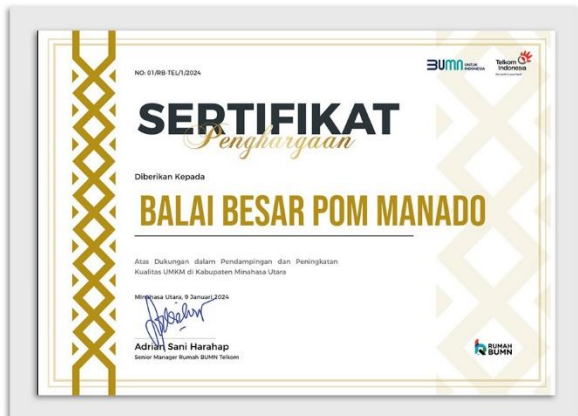 NO: 01/RB-TEL/1/2024
BUMN UNTUK INDONESIA
Telkom Indonesia
SERTIFIKAT
Penghargaan
Diberikan Kepada
BALAI BESAR POM MANADO
Atas Dukungan dalam Pendampingan dan Peningkatan
Kualitas UMKM di Kabupaten Minahasa Utara
Minahasa Utara, 9 Januari 2024
Adrian Sani Harahap
Senior Manager Rumah BUMN Telkom
RUMAH
BUMN